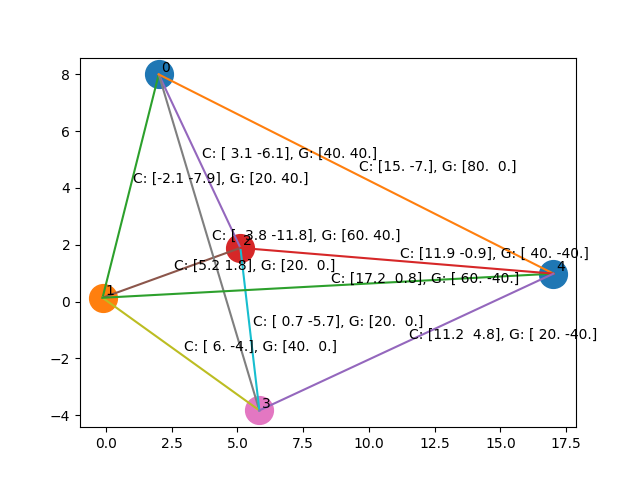 8
0
6
C: [ 3.1 -6.1], G: [40. 40.]
C: [15. -7.], G: [80.  0.]
C: [-2.1 -7.9], G: [20. 40.]
4
C: [  3.8 -11.8], G: [60. 40.]
2
2
C: [11.9 -0.9], G: [ 40. -40.]
C: [5.2 1.8], G: [20.  0.]
4
C: [17.2  0.8], G: [ 60. -40.]
1
0
C: [ 0.7 -5.7], G: [20.  0.]
C: [11.2  4.8], G: [ 20. -40.]
C: [ 6. -4.], G: [40.  0.]
−2
3
−4
0.0 2.5 5.0 7.5 10.0 12.5 15.0 17.5